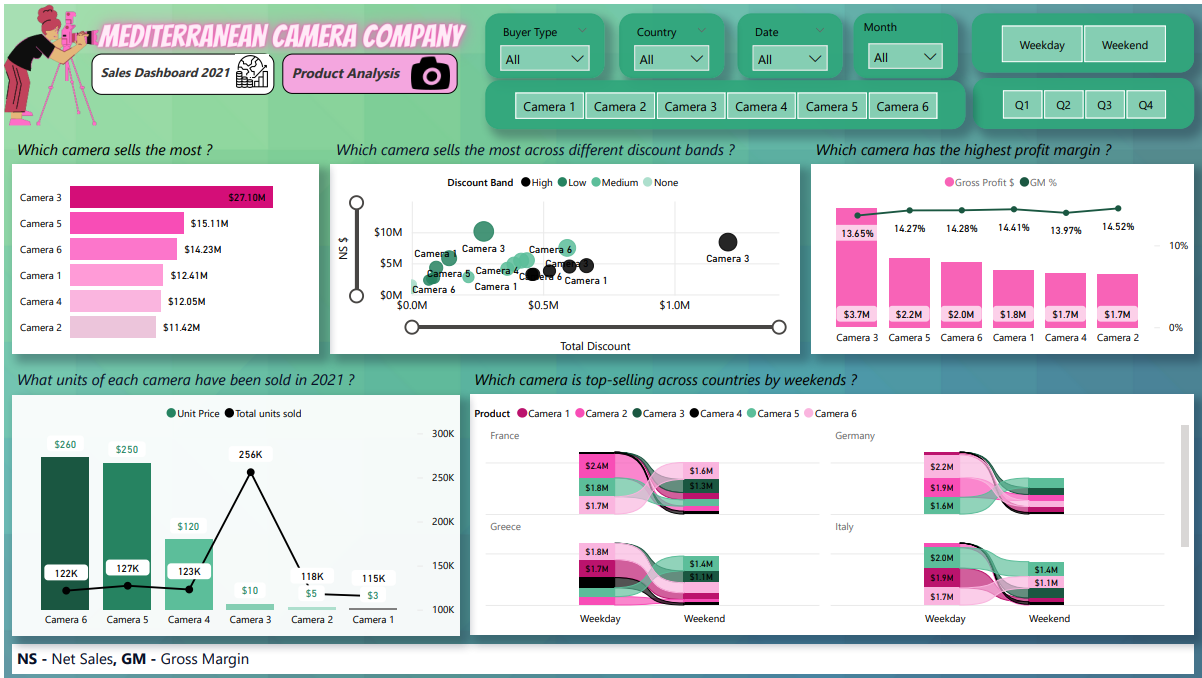 MEDITERRANEAN CAMERA COMPANY
Sales Dashboard 2021
Product Analysis
Buyer Type
All
Country
All
Date
All
Month
All
Weekday
Weekend
Camera 1
Camera 2
Camera 3
Camera 4
Camera 5
Camera 6
Q1
Q2
Q3
Q4
Which camera sells the most ?
Camera 3 $27.10M
Camera 5 $15.11M
Camera 6 $14.23M
Camera 1 $12.41M
Camera 4 $12.05M
Camera 2 $11.42M
Which camera sells the most across different discount bands ?
Discount Band High Low Medium None
NS $
$10M
$5M
$0M
Camera 1
Camera 3
Camera 6
Camera 3
Camera 5
Camera 4
Camera 6
Camera 1
Camera 6
Camera 1
$0.0M
$0.5M
$1.0M
Total Discount
Which camera has the highest profit margin ?
Gross Profit $ GM %
13.65%
14.27%
14.28%
14.41%
13.97%
14.52%
10%
0%
$3.7M
$2.2M
$2.0M
$1.8M
$1.7M
$1.7M
Camera 3
Camera 5
Camera 6
Camera 1
Camera 4
Camera 2
What units of each camera have been sold in 2021 ?
Unit Price Total units sold
$260
$250
$120
$10
$5
$3
122K
127K
123K
256K
118K
115K
300K
250K
200K
150K
100K
Camera 6
Camera 5
Camera 4
Camera 3
Camera 2
Camera 1
Which camera is top-selling across countries by weekends ?
Product Camera 1 Camera 2 Camera 3 Camera 4 Camera 5 Camera 6
France
$2.4M
$1.8M
$1.7M
$1.6M
$1.3M
Germany
$2.2M
$1.9M
$1.6M
Greece
$1.8M
$1.7M
$1.4M
$1.1M
Italy
$2.0M
$1.9M
$1.7M
$1.4M
$1.1M
Weekday
Weekend
Weekday
Weekend
NS - Net Sales, GM - Gross Margin